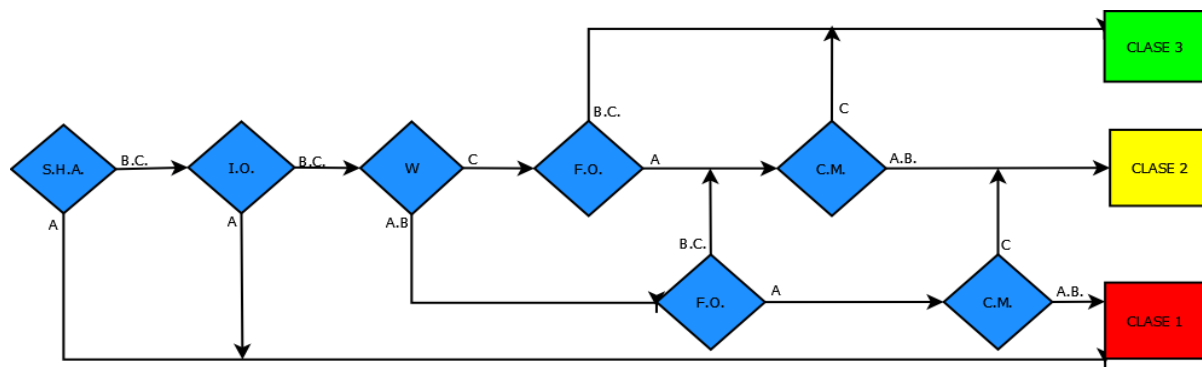 CLASE 3
B.C.
C
S.H.A.
B.C.
I.O.
B.C.
W
C
F.O.
A
C.M.
A.B.
CLASE 2
A
A
A.B
B.C.
C
F.O.
A
C.M.
A.B.
CLASE 1